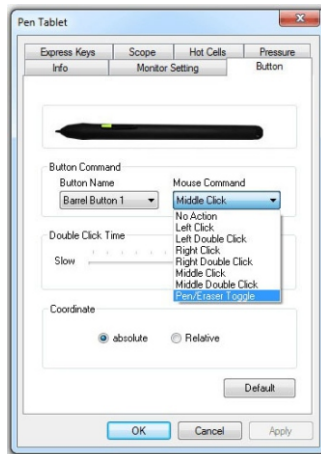 Pen Tablet
Express Keys Scope Hot Cells Pressure
Info Monitor Setting Button
Button Command
Button Name Mouse Command
Barrel Button 1 Middle Click
No Action
Left Click
Left Double Click
Right Click
Right Double Click
Middle Click
Middle Double Click
Pen/Eraser Toggle
Double Click Time
Slow
Coordinate
absolute Relative
Default
OK Cancel Apply